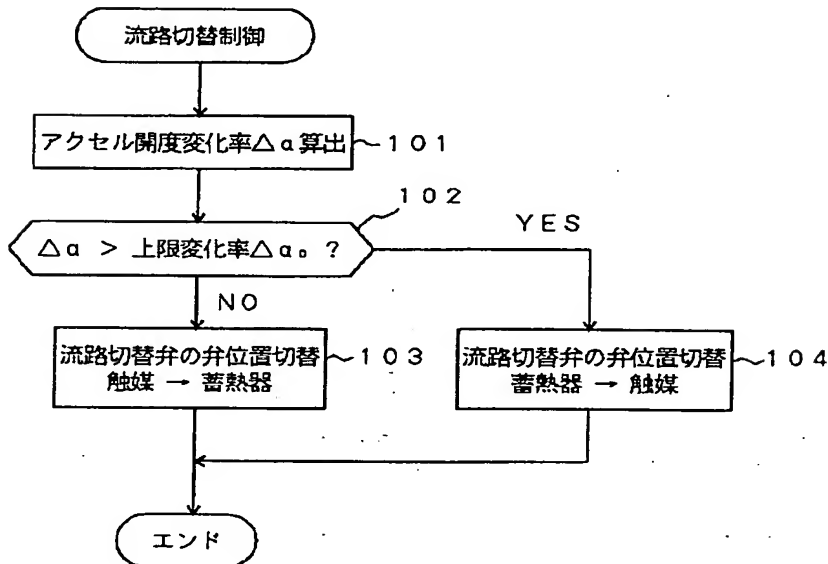 流路切替制御
アクセル開度変化率△α算出
101
102
△α > 上限変化率△α₀ ?
YES
NO
流路切替弁の弁位置切替
触媒 → 蓄熱器
103
流路切替弁の弁位置切替
蓄熱器 → 触媒
104
エンド